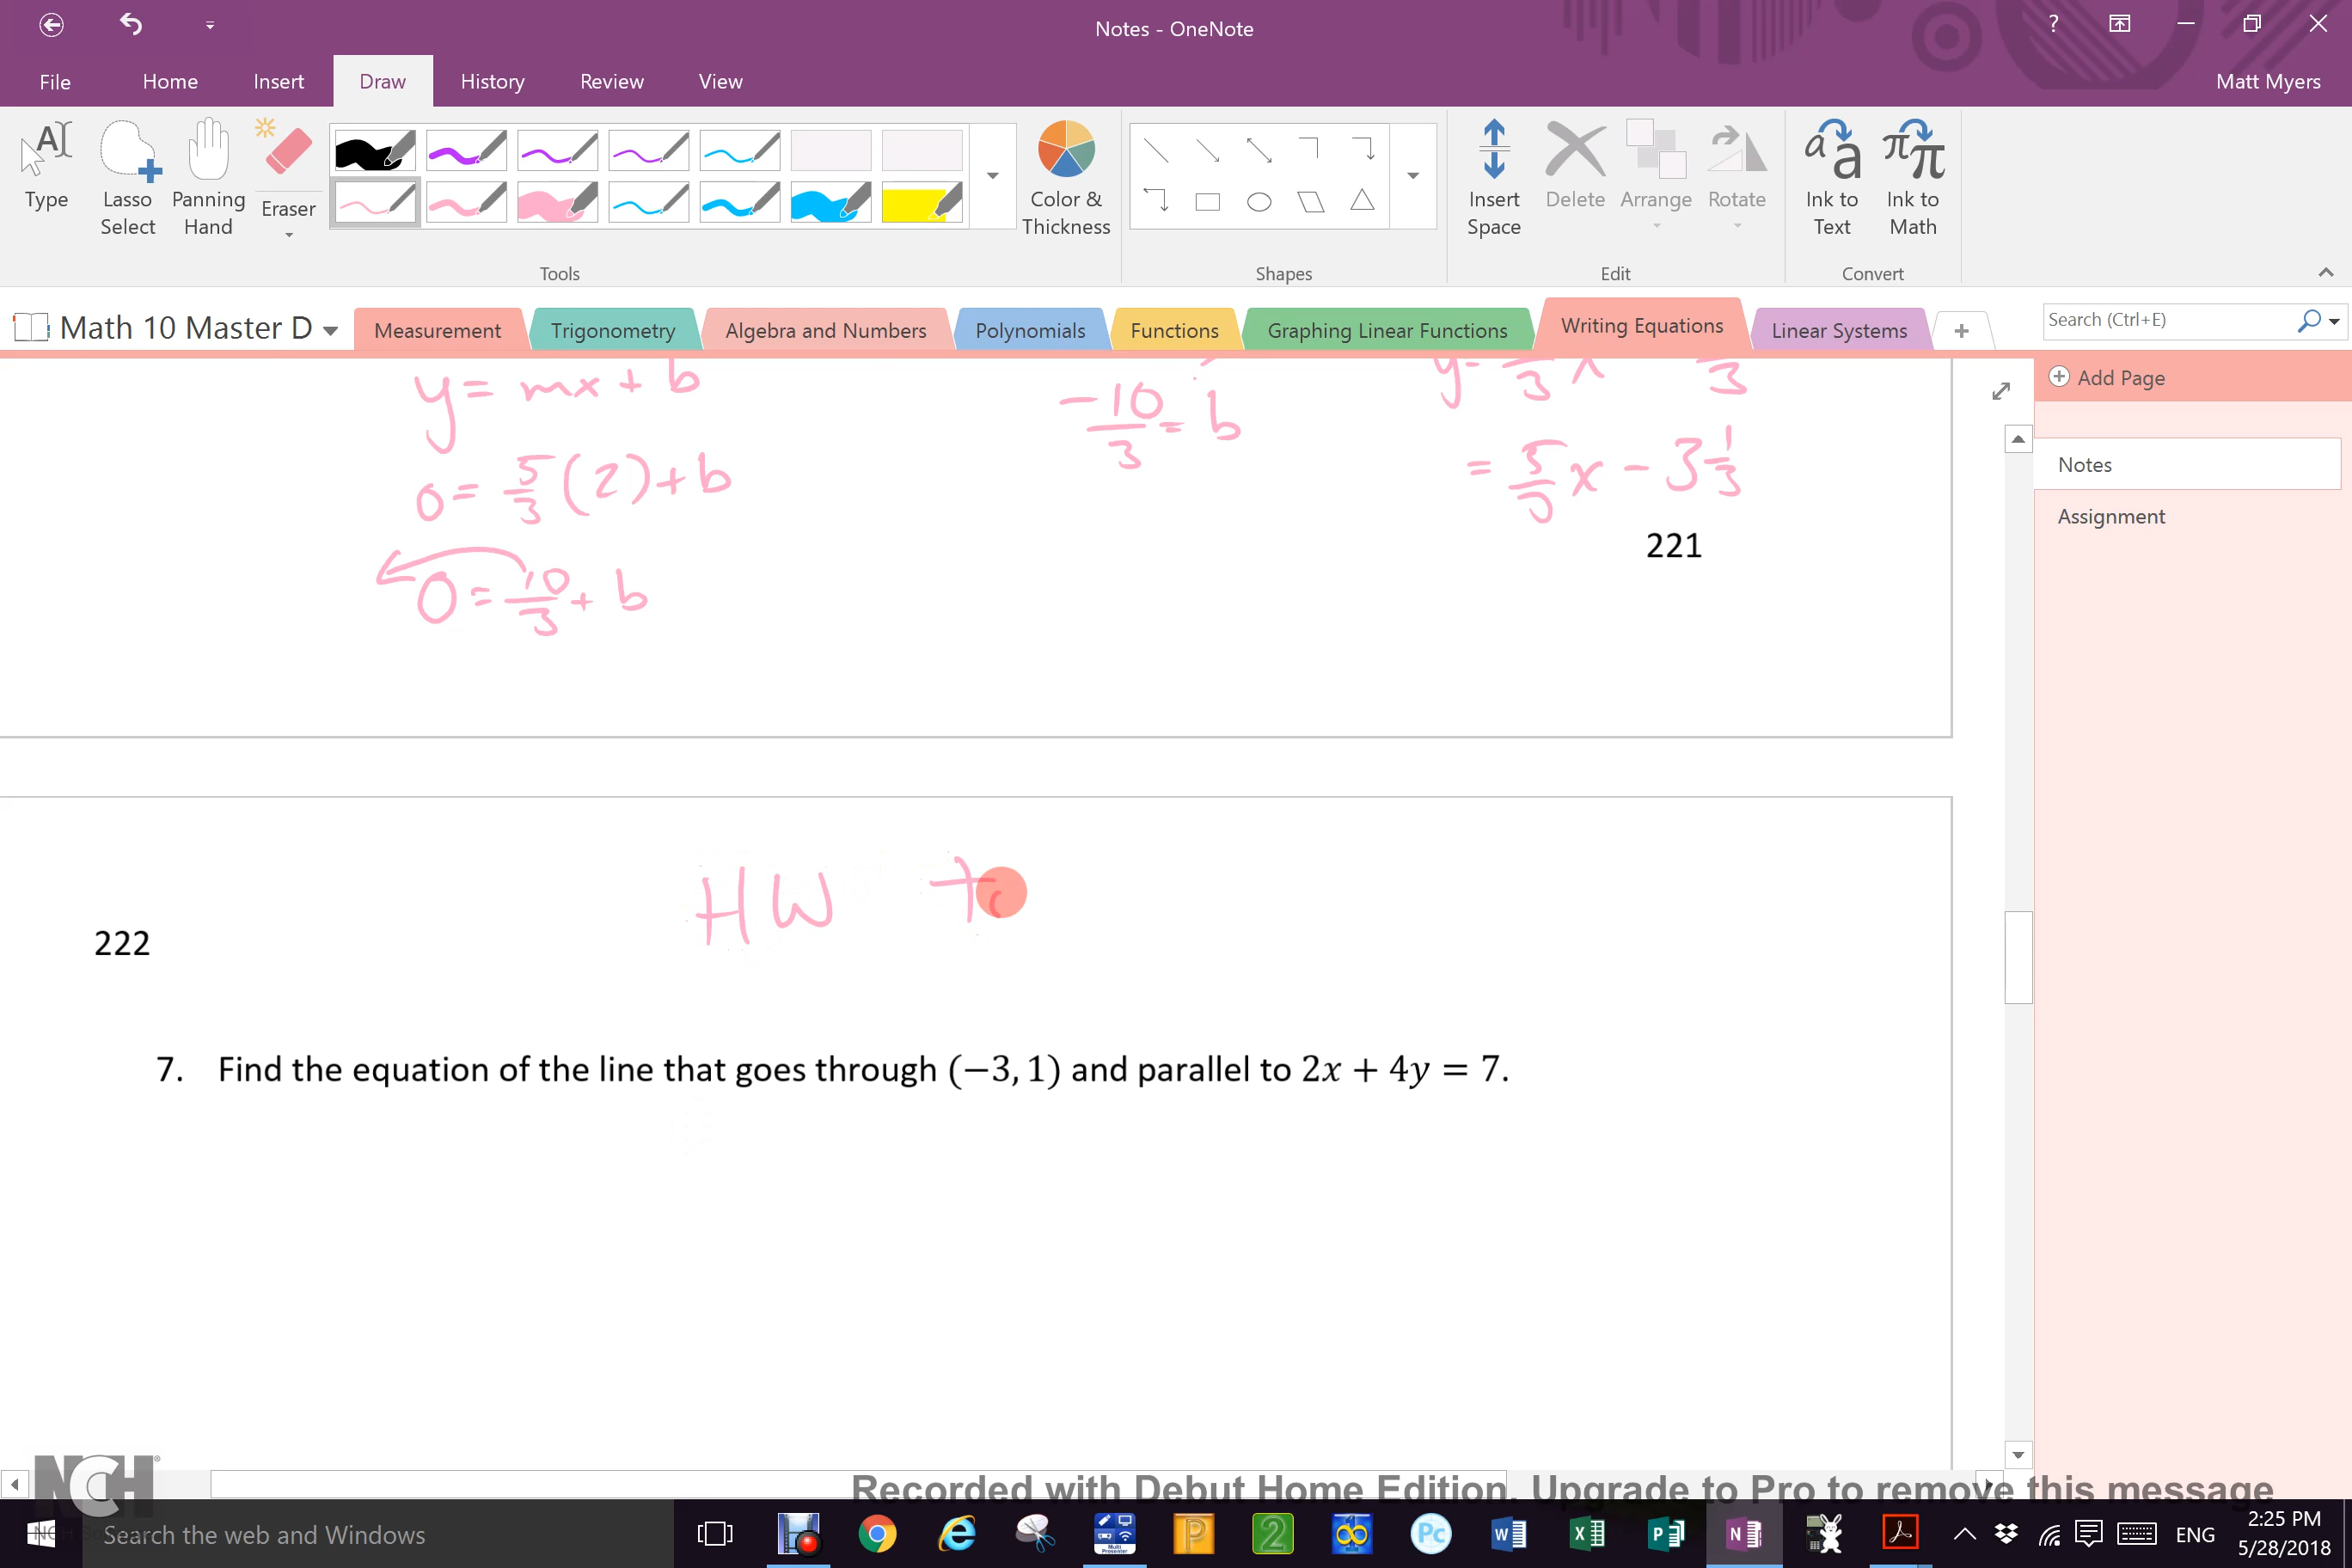 Notes - OneNote
File Home Insert Draw History Review View Matt Myers
Type Lasso Select Panning Hand Eraser Color & Thickness Insert Space Delete Arrange Rotate Ink to Text Ink to Math
Tools Shapes Edit Convert
Math 10 Master D Measurement Trigonometry Algebra and Numbers Polynomials Functions Graphing Linear Functions Writing Equations Linear Systems Search (Ctrl+E)
Add Page
Notes
Assignment
y = mx + b
0 = 5/3 (2) + b
0 = 10/3 + b
-10/3 = b
= 5/3 x - 3 1/3
221
HW
222
7. Find the equation of the line that goes through (−3, 1) and parallel to 2x + 4y = 7.
NCH
Recorded with Debut Home Edition. Upgrade to Pro to remove this message
Search the web and Windows
ENG
2:25 PM
5/28/2018